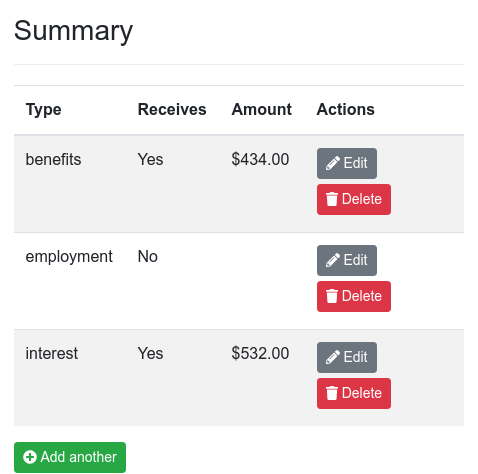 Summary
Type Receives Amount Actions
benefits Yes $434.00 Edit
Delete
employment No Edit
Delete
interest Yes $532.00 Edit
Delete
Add another